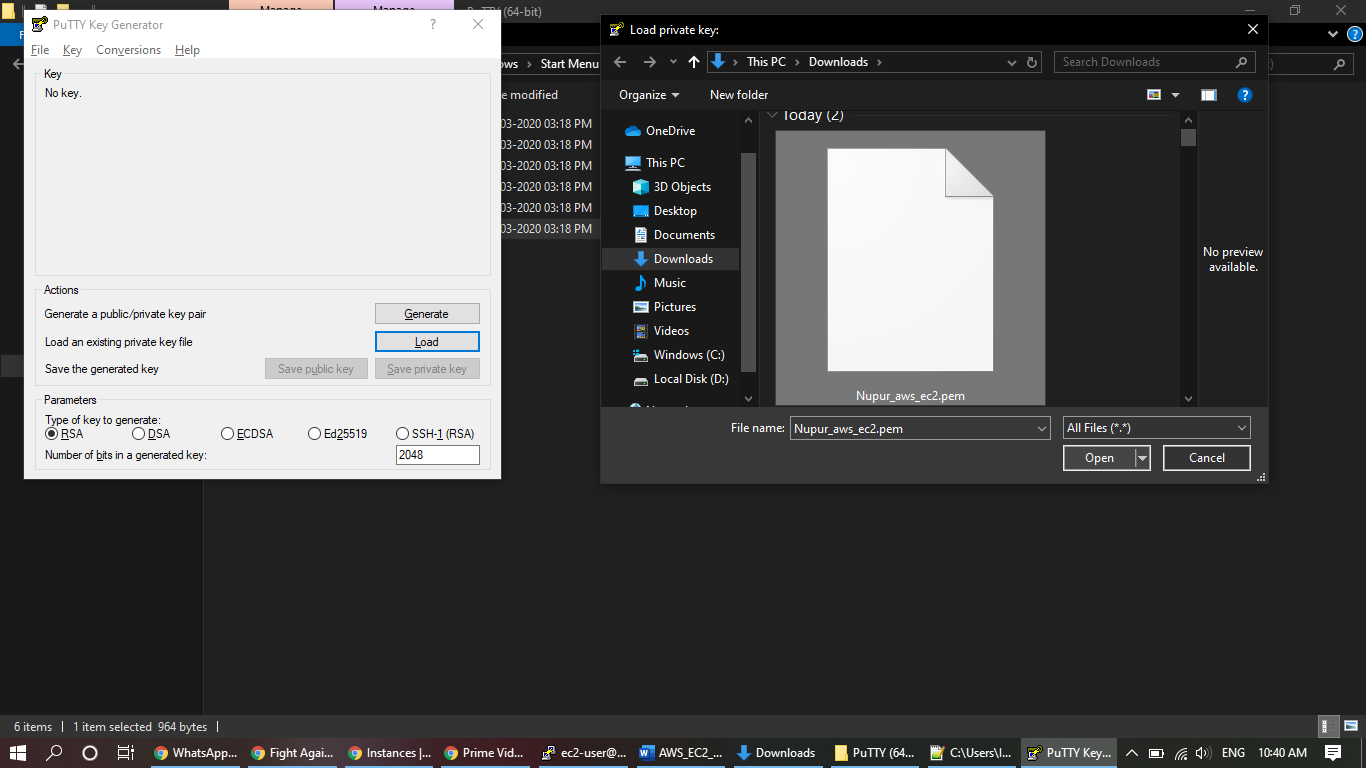 Manage
Manage
PuTTY (64-bit)
PuTTY Key Generator
?
File Key Conversions Help
Key
No key.
Actions
Generate a public/private key pair
Generate
Load an existing private key file
Load
Save the generated key
Save public key
Save private key
Parameters
Type of key to generate:
RSA
DSA
ECDSA
Ed25519
SSH-1 (RSA)
Number of bits in a generated key:
2048
ows › Start Menu
e modified
03-2020 03:18 PM
03-2020 03:18 PM
03-2020 03:18 PM
03-2020 03:18 PM
03-2020 03:18 PM
03-2020 03:18 PM
Load private key:
This PC › Downloads ›
Search Downloads
Organize
New folder
?
OneDrive
This PC
3D Objects
Desktop
Documents
Downloads
Music
Pictures
Videos
Windows (C:)
Local Disk (D:)
Today (2)
Nupur_aws_ec2.pem
No preview
available.
File name:
Nupur_aws_ec2.pem
All Files (*.*)
Open
Cancel
6 items
1 item selected 964 bytes
WhatsApp...
Fight Agai...
Instances |...
Prime Vid...
ec2-user@...
AWS_EC2_...
Downloads
PuTTY (64...
C:\Users\I...
PuTTY Key...
ENG
10:40 AM